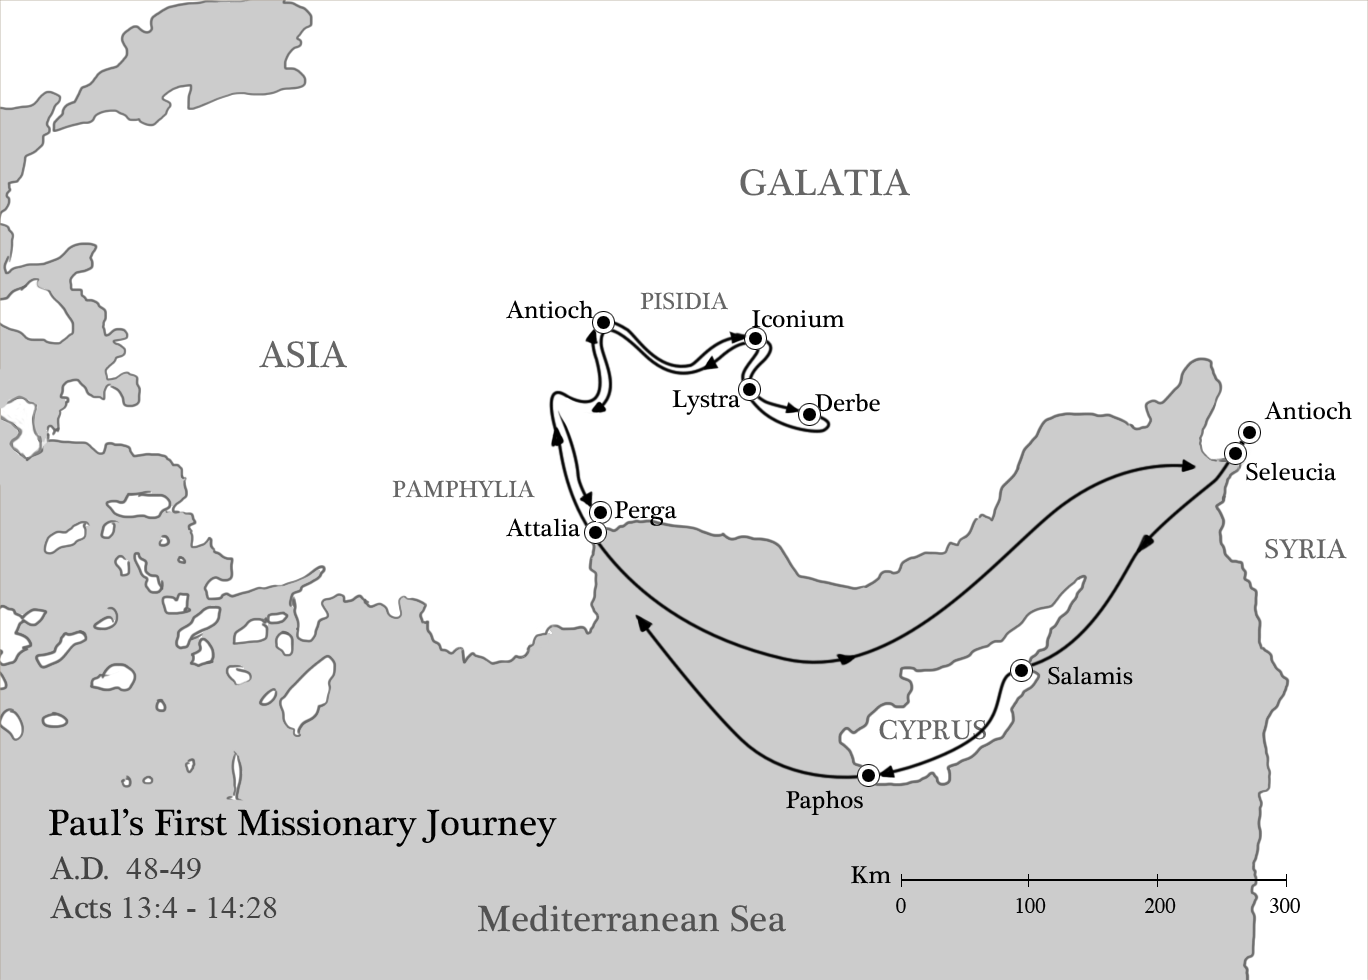 GALATIA
PISIDIA
Antioch
Iconium
ASIA
Lystra
Derbe
Antioch
Seleucia
PAMPHYLIA
Perga
Attalia
SYRIA
Salamis
CYPRUS
Paphos
Paul's First Missionary Journey
A.D. 48-49
Acts 13:4 - 14:28
Mediterranean Sea
Km
0 100 200 300